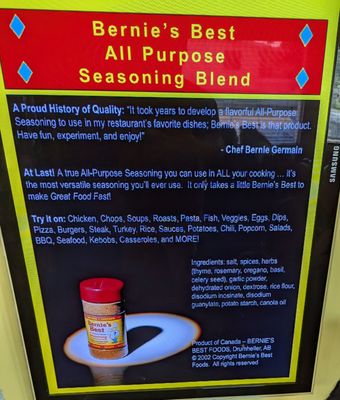 Bernie's Best
All Purpose
Seasoning Blend
A Proud History of Quality: "It took years to develop a flavorful All-Purpose
Seasoning to use in my restaurant's favorite dishes; Bernie's Best is that product.
Have fun, experiment, and enjoy!"
- Chef Bernie Germain
At Last! A true All-Purpose Seasoning you can use in ALL your cooking ... It's
the most versatile seasoning you'll ever use. It only takes a little Bernie's Best to
make Great Food Fast!
Try it on: Chicken, Chops, Soups, Roasts, Pesta, Fish, Veggies, Eggs, Dips,
Pizza, Burgers, Steak, Turkey, Rice, Sauces, Potatoes, Chili, Popcorn, Salads,
BBQ, Seafood, Kebobs, Casseroles, and MORE!
Ingredients: salt, spices, herbs
(thyme, rosemary, oregano, basil,
celery seed), garlic powder,
dehydrated onion, dextrose, rice flour,
disodium inosinate, disodium
guanylate, potato starch, canola oil
Bernie's
Best
Product of Canada – BERNIE'S
BEST FOODS, Drumheller, AB
© 2002 Copyright Bernie's Best
Foods. All rights reserved
SAMSUNG